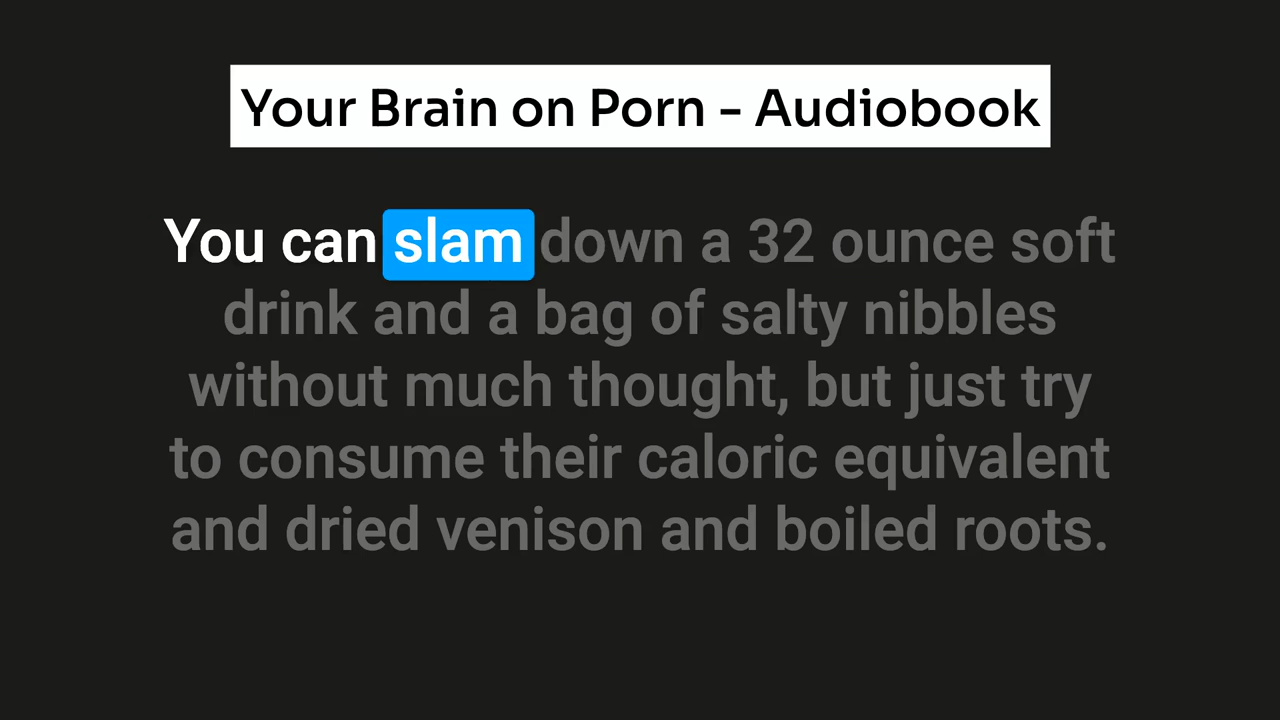 Your Brain on Porn - Audiobook
You can slam down a 32 ounce soft
drink and a bag of salty nibbles
without much thought, but just try
to consume their caloric equivalent
and dried venison and boiled roots.